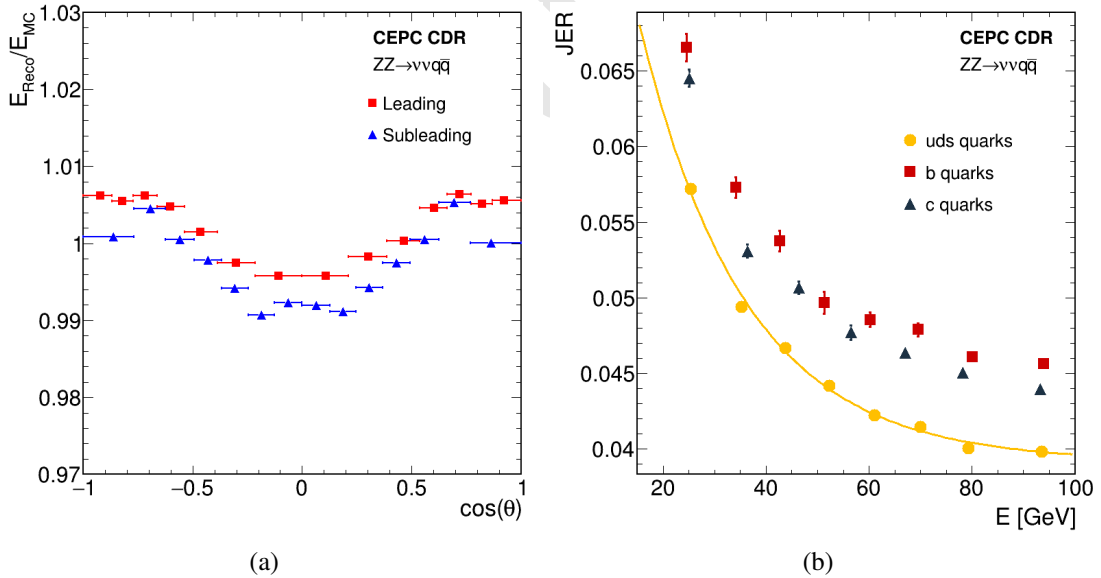 1.03
1.02
1.01
1
0.99
0.98
0.97
E_Reco/E_MC
CEPC CDR
ZZ→ννqq̅
Leading
Subleading
−1 −0.5 0 0.5 1
cos(θ)
(a)
JER
0.065
0.06
0.055
0.05
0.045
0.04
CEPC CDR
ZZ→ννqq̅
uds quarks
b quarks
c quarks
20 40 60 80 100
E [GeV]
(b)